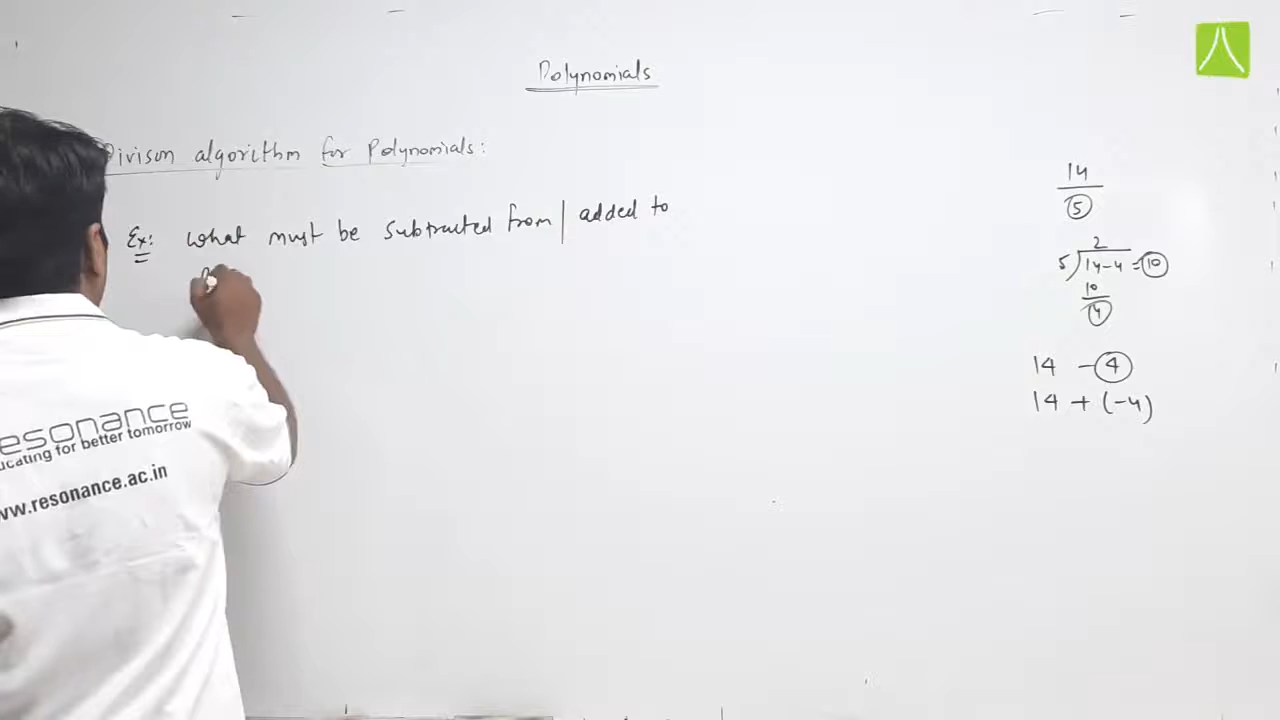 Polynomials
Divison algorithm for Polynomials:
Ex: What must be subtracted from | added to
14
5
2
5) 14-4 = 10
10
4
14 - 4
14 + (-4)
esonance
ucating for better tomorrow
ww.resonance.ac.in